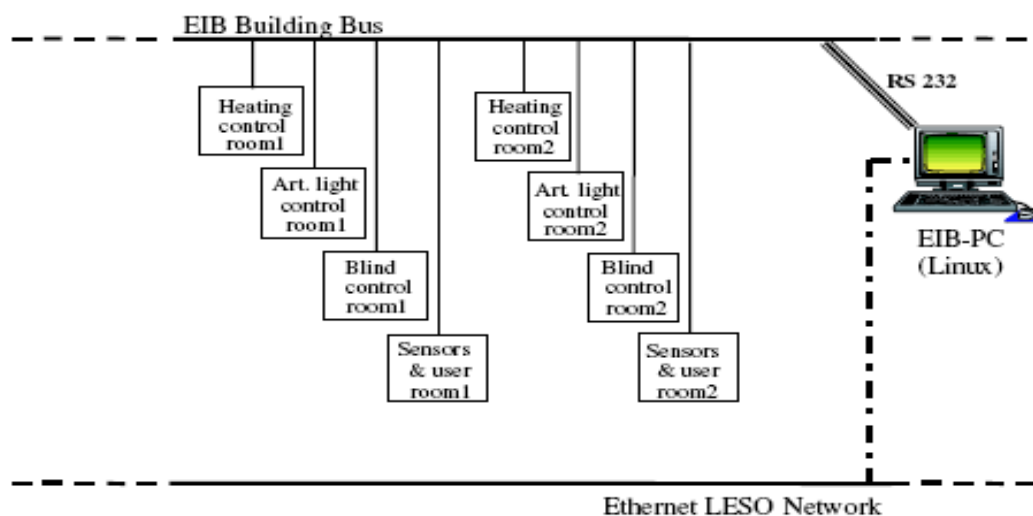 EIB Building Bus
RS 232
Heating
control
room1
Heating
control
room2
Art. light
control
room1
Art. light
control
room2
EIB-PC
(Linux)
Blind
control
room1
Blind
control
room2
Sensors
& user
room1
Sensors
& user
room2
Ethernet LESO Network